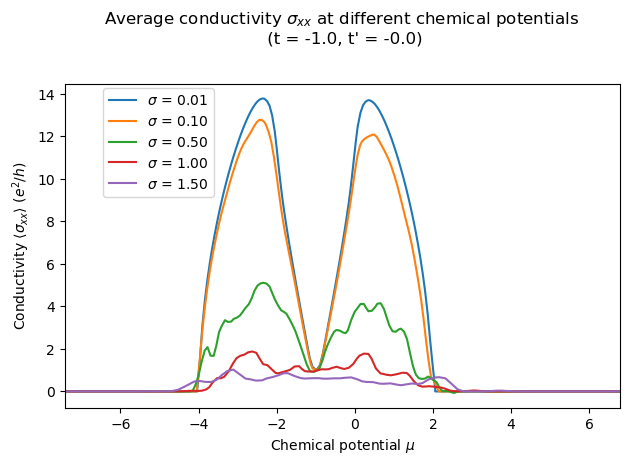 Average conductivity σxx at different chemical potentials
(t = -1.0, t' = -0.0)
14
12
10
8
6
4
2
0
Conductivity ⟨σxx⟩ (e²/h)
σ = 0.01
σ = 0.10
σ = 0.50
σ = 1.00
σ = 1.50
−6 −4 −2 0 2 4 6
Chemical potential μ